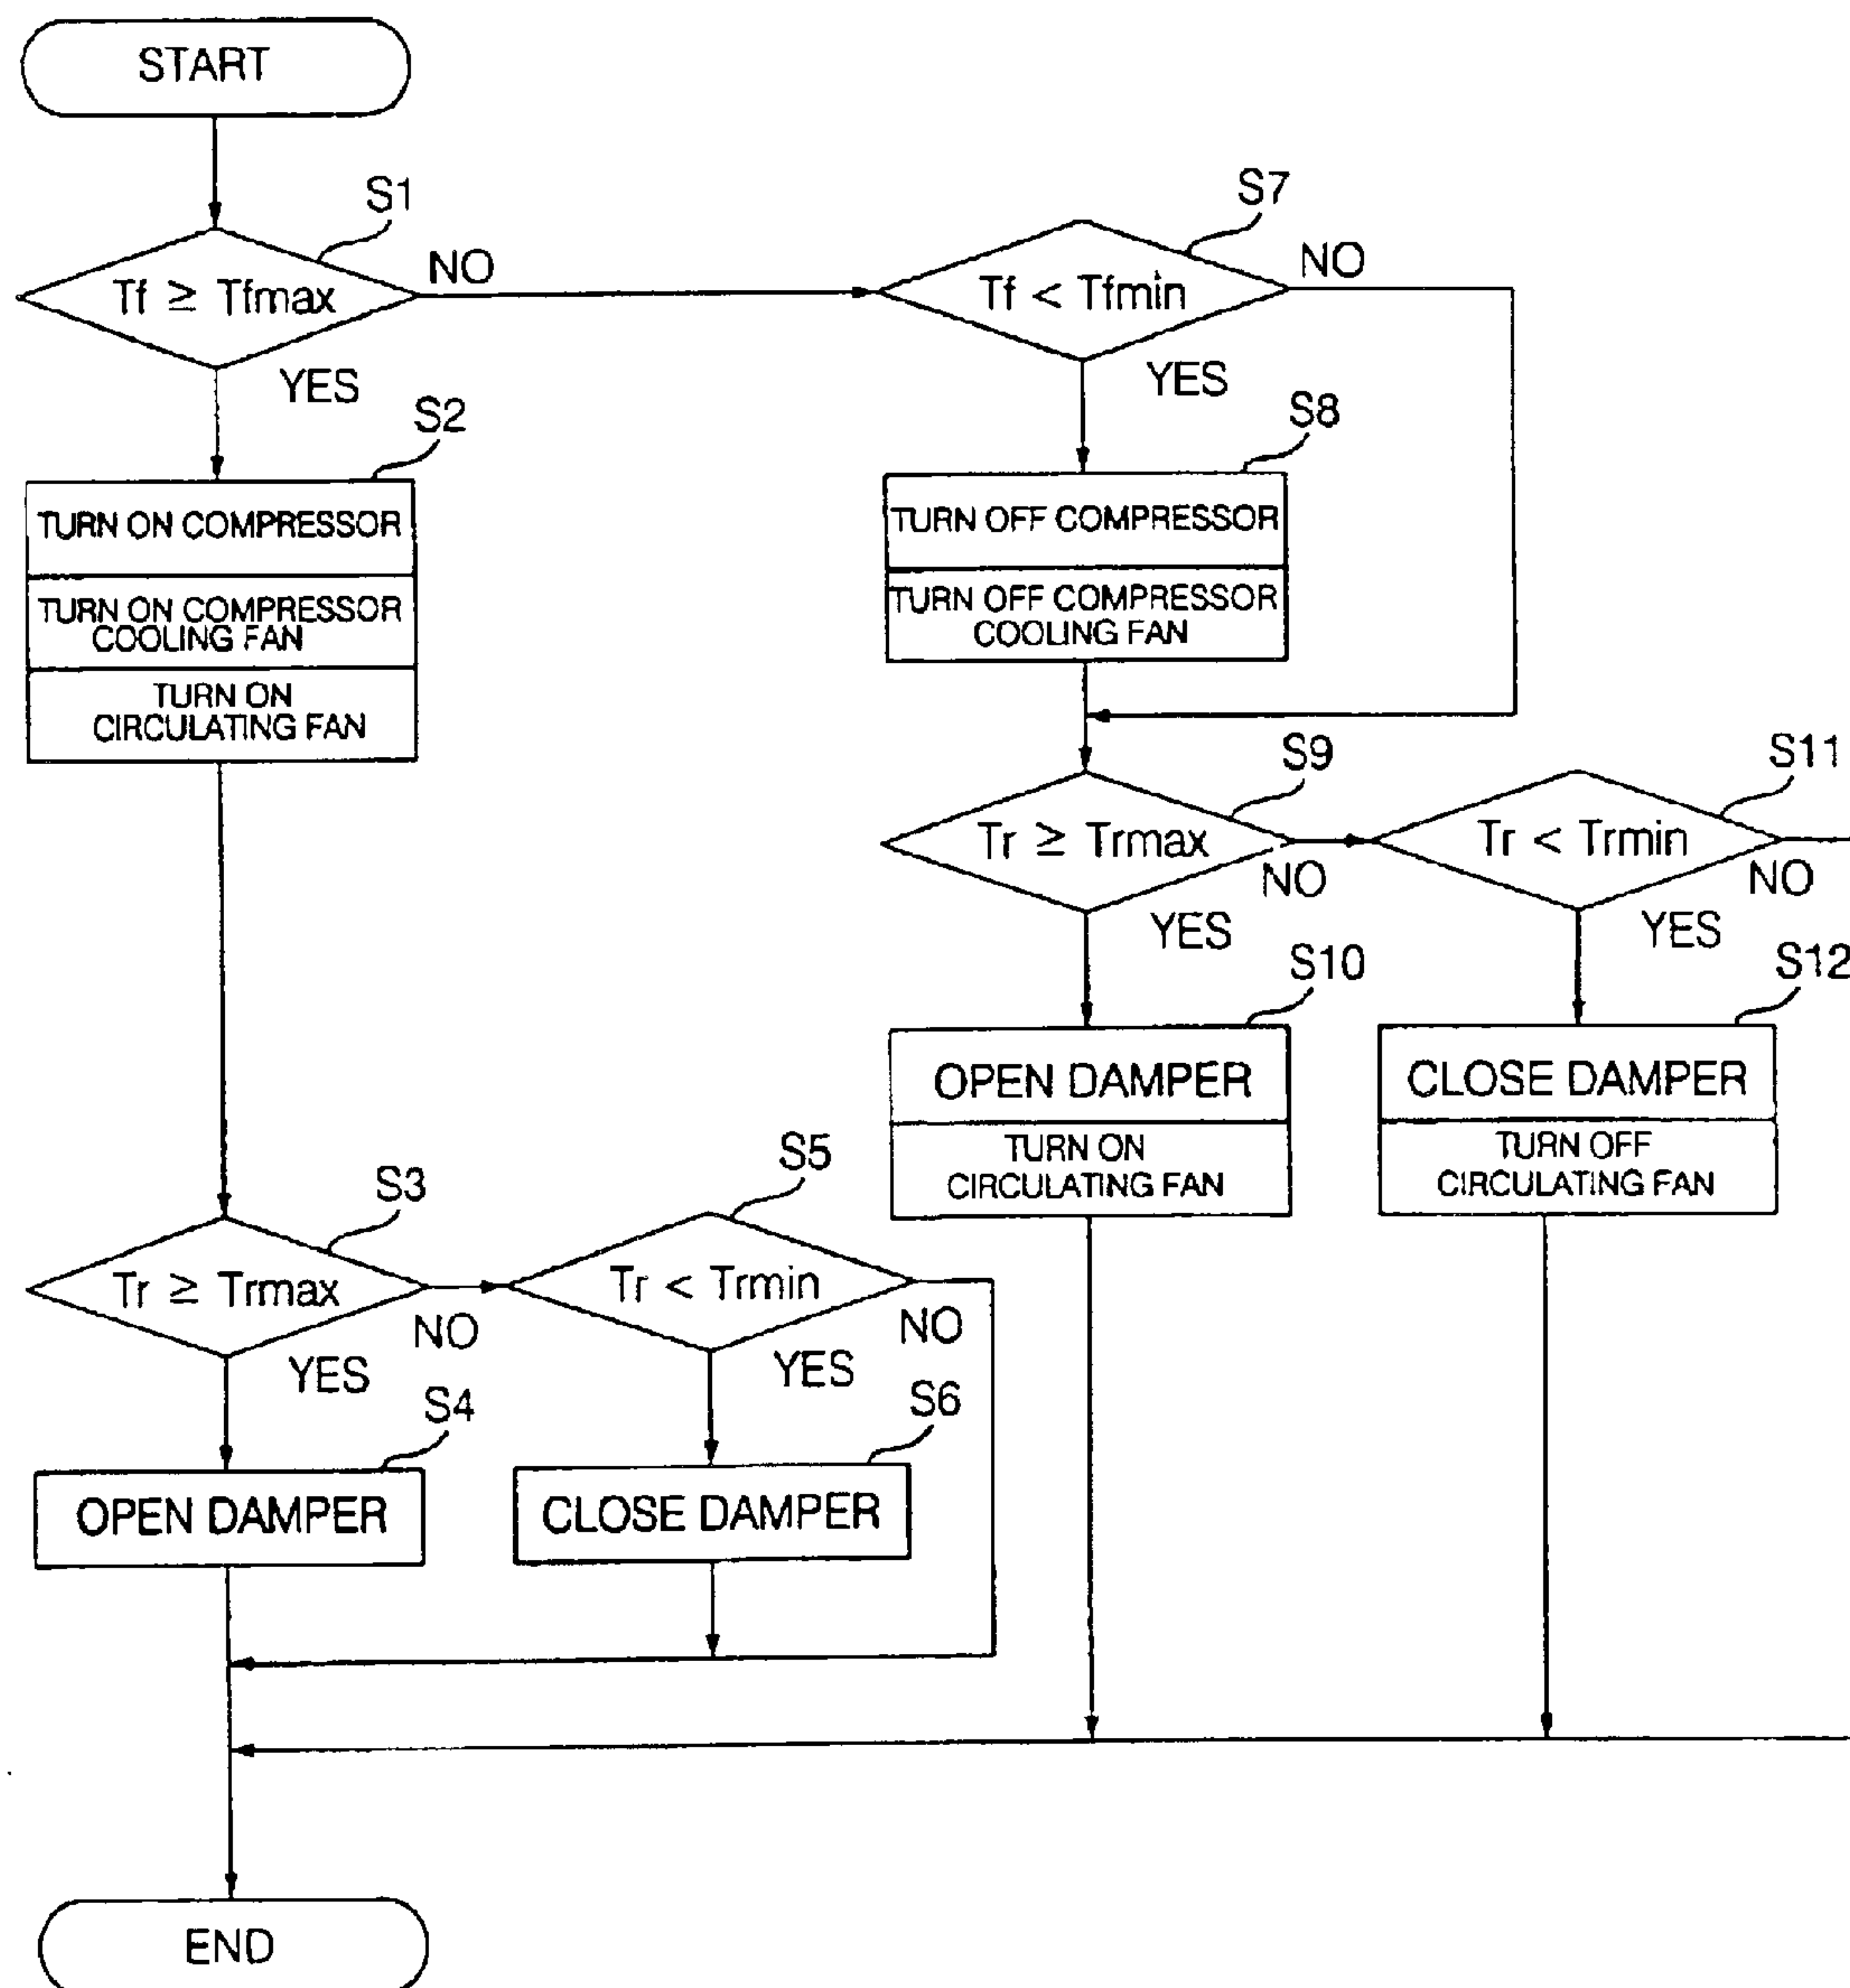 START
S1
Tf ≥ Tfmax
NO
YES
S7
Tf < Tfmin
NO
YES
S2
TURN ON COMPRESSOR
TURN ON COMPRESSOR
COOLING FAN
TURN ON
CIRCULATING FAN
S8
TURN OFF COMPRESSOR
TURN OFF COMPRESSOR
COOLING FAN
S9
Tr ≥ Trmax
NO
YES
S11
Tr < Trmin
NO
YES
S10
OPEN DAMPER
TURN ON
CIRCULATING FAN
S12
CLOSE DAMPER
TURN OFF
CIRCULATING FAN
S3
Tr ≥ Trmax
NO
YES
S5
Tr < Trmin
NO
YES
S4
OPEN DAMPER
S6
CLOSE DAMPER
END